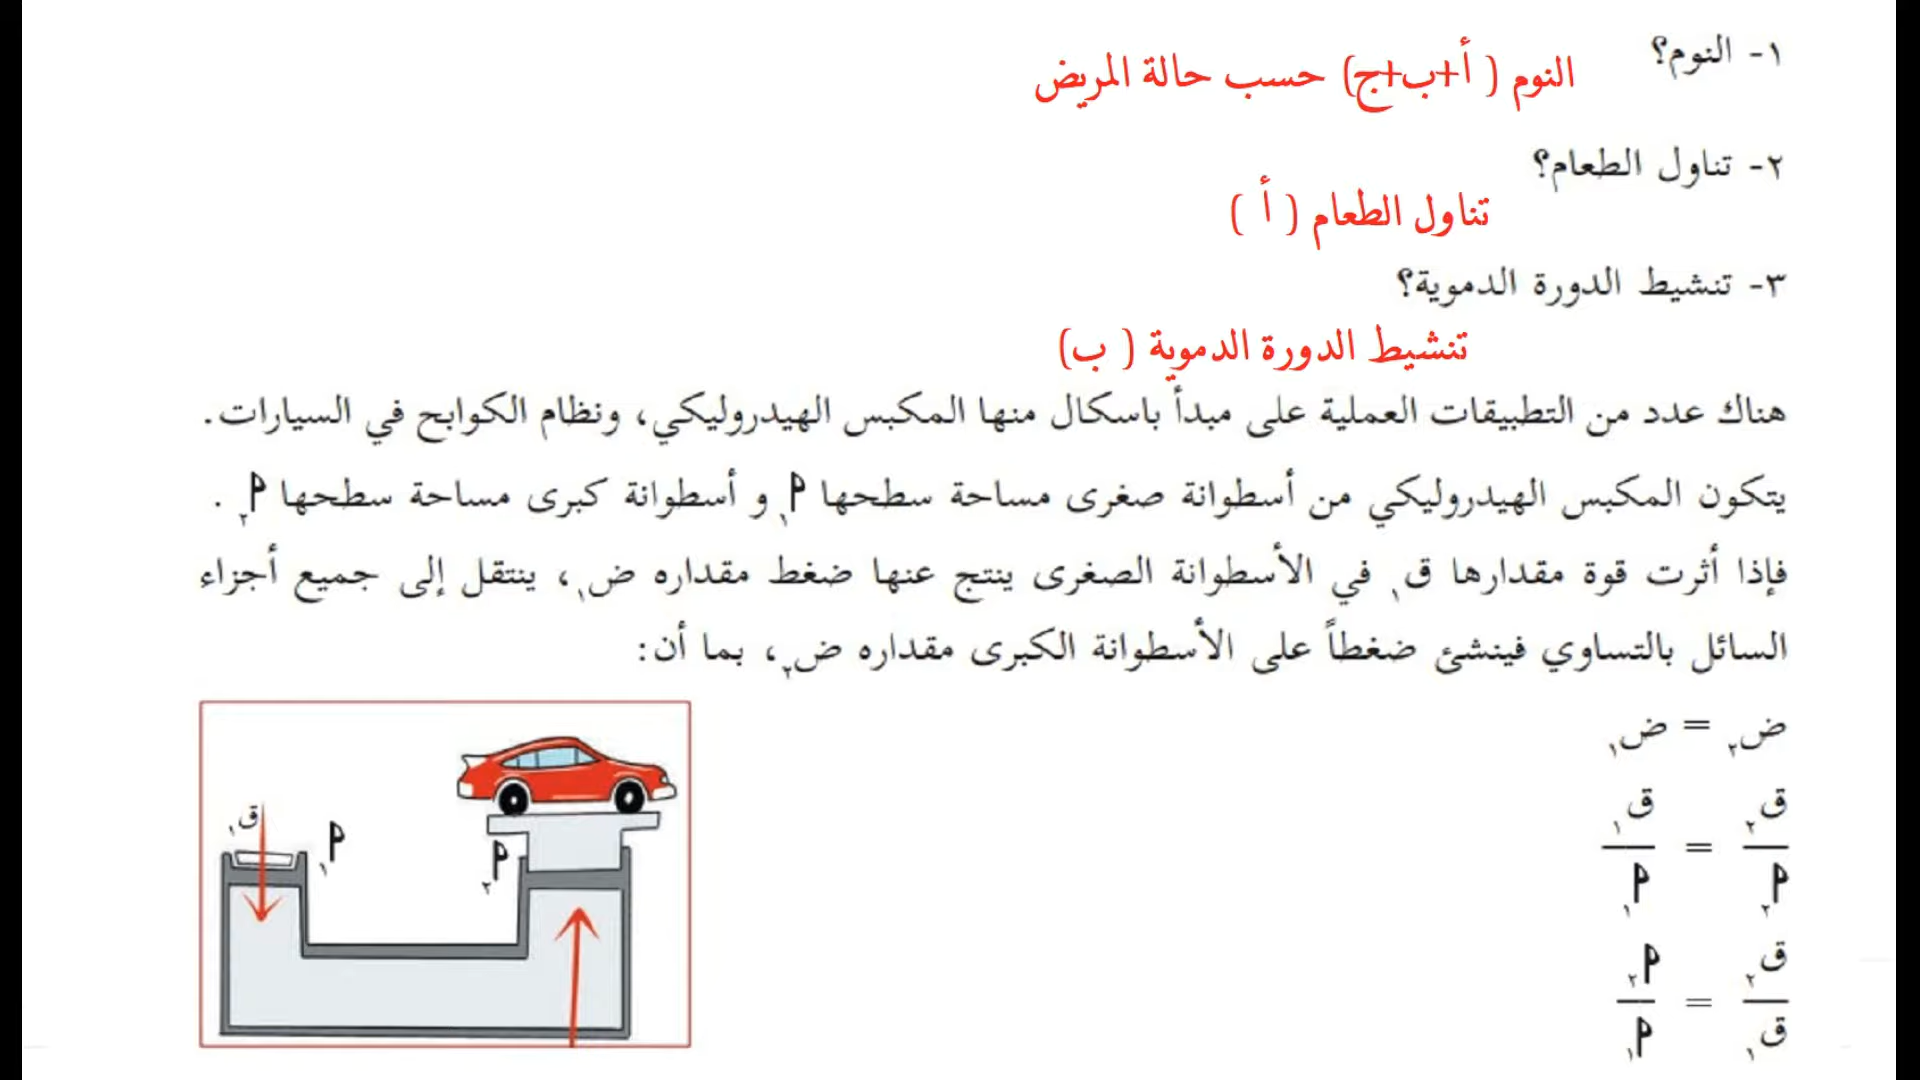 ١- النوم؟
النوم ( أ+ب+ج) حسب حالة المريض
٢- تناول الطعام؟
تناول الطعام ( أ )
٣- تنشيط الدورة الدموية؟
تنشيط الدورة الدموية ( ب)
هناك عدد من التطبيقات العملية على مبدأ باسكال منها المكبس الهيدروليكي، ونظام الكوابح في السيارات.
يتكون المكبس الهيدروليكي من أسطوانة صغرى مساحة سطحها م١ و أسطوانة كبرى مساحة سطحها م٢ .
فإذا أثرت قوة مقدارها ق١ في الأسطوانة الصغرى ينتج عنها ضغط مقداره ض١، ينتقل إلى جميع أجزاء
السائل بالتساوي فينشئ ضغطاً على الأسطوانة الكبرى مقداره ض٢، بما أن:
ض٢ = ض١
ق٢ / م٢ = ق١ / م١
ق٢ / ق١ = م٢ / م١
ق١
م١
م٢